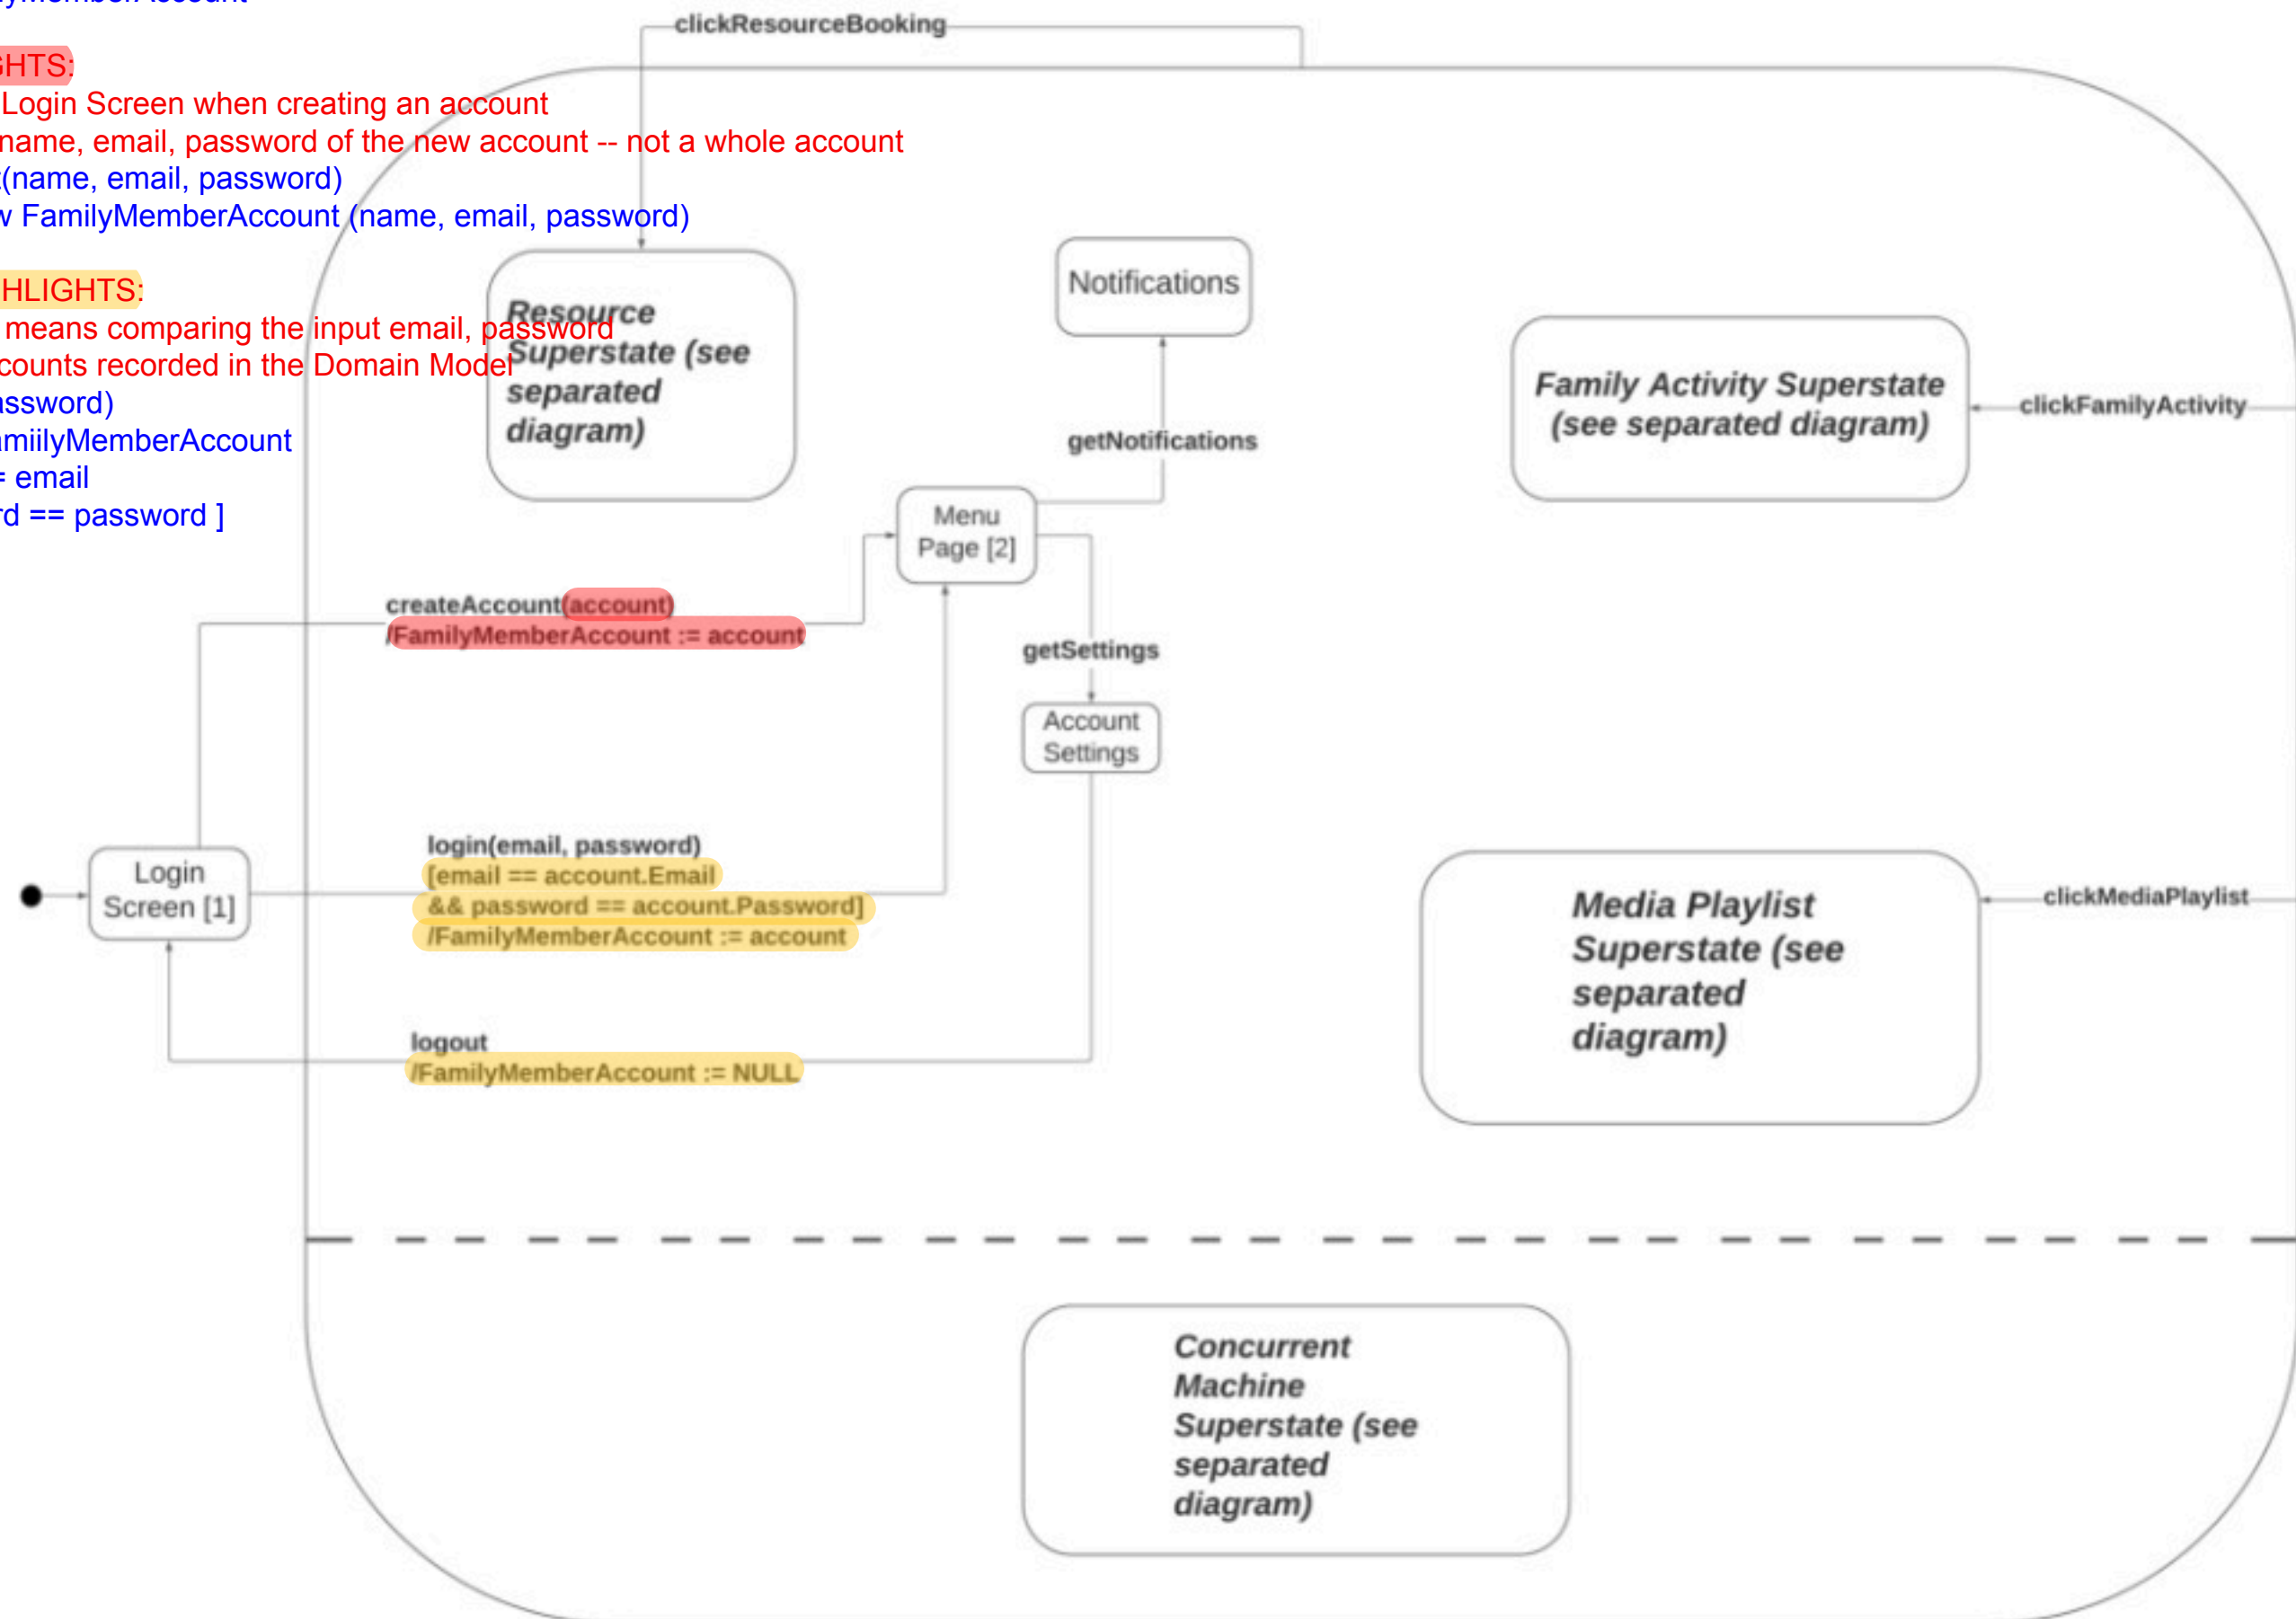 clickResourceBooking
GHTS:
Login Screen when creating an account
name, email, password of the new account -- not a whole account
(name, email, password)
w FamilyMemberAccount (name, email, password)
HLIGHTS:
means comparing the input email, password
counts recorded in the Domain Model
assword)
amiilyMemberAccount
= email
rd == password ]
Resource
Superstate (see
separated
diagram)
Notifications
Family Activity Superstate
(see separated diagram)
clickFamilyActivity
getNotifications
Menu
Page [2]
createAccount(account)
/FamilyMemberAccount := account
getSettings
Account
Settings
Login
Screen [1]
login(email, password)
[email == account.Email
&& password == account.Password]
/FamilyMemberAccount := account
Media Playlist
Superstate (see
separated
diagram)
clickMediaPlaylist
logout
/FamilyMemberAccount := NULL
Concurrent
Machine
Superstate (see
separated
diagram)